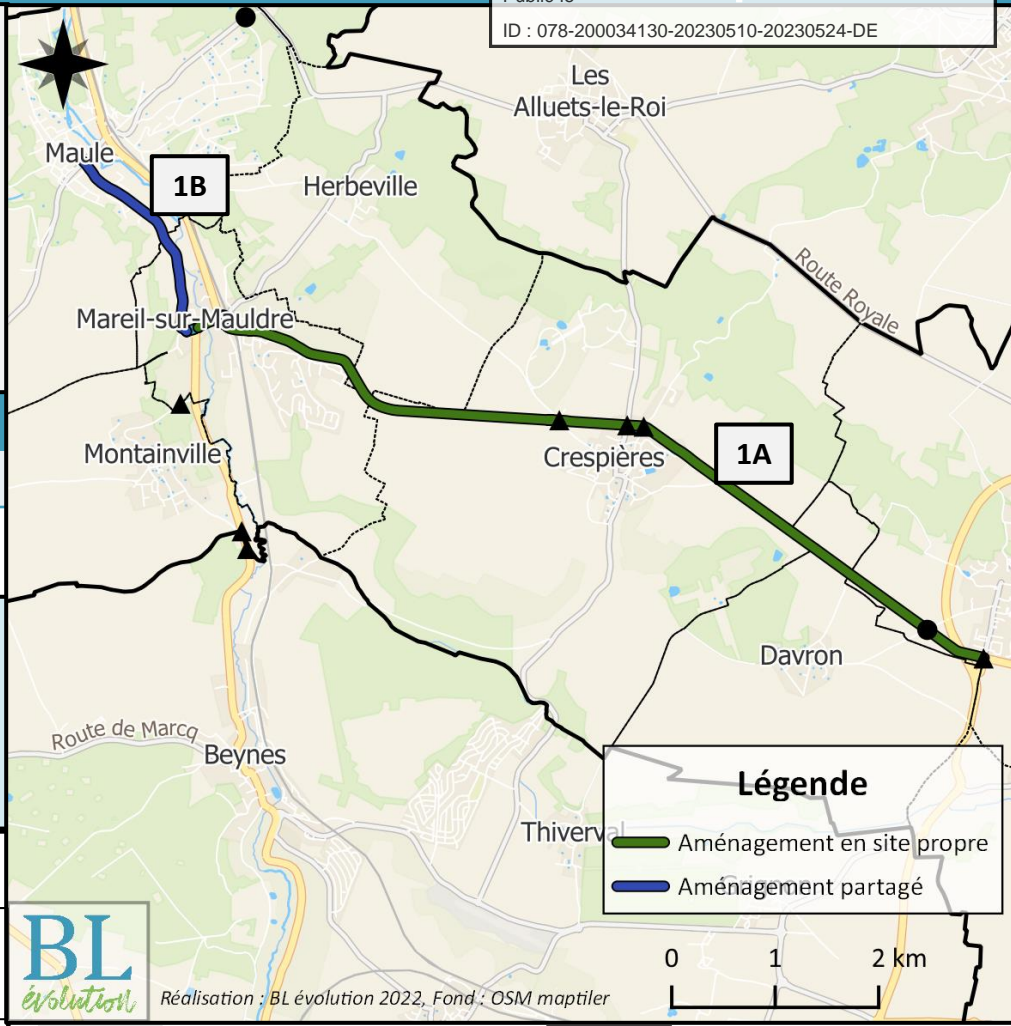 ID : 078-200034130-20230510-20230524-DE
Les
Alluets-le-Roi
Maule
1B
Herbeville
Route Royale
Mareil-sur-Mauldre
Montainville
Crespières
1A
Davron
Route de Marcq
Beynes
Thiverval
Légende
Aménagement en site propre
Aménagement partagé
0 1 2 km
BL
évolution
Réalisation : BL évolution 2022, Fond : OSM maptiler